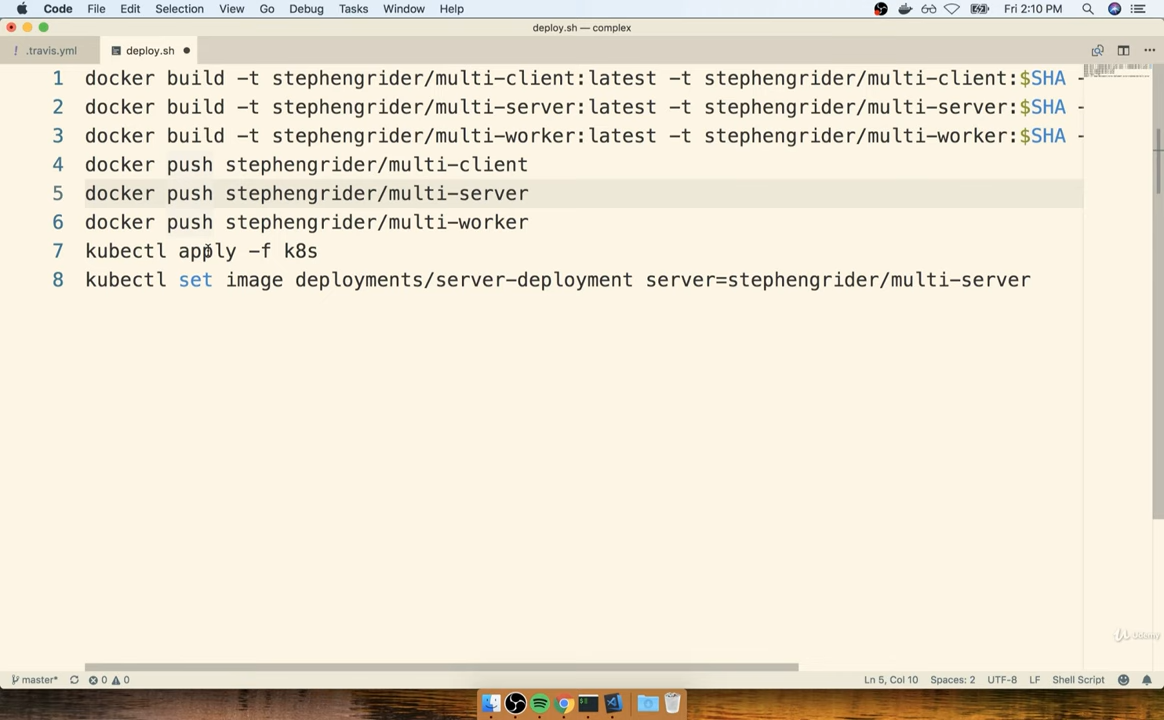 Code File Edit Selection View Go Debug Tasks Window Help Fri 2:10 PM
deploy.sh — complex
! .travis.yml deploy.sh
1 docker build -t stephengrider/multi-client:latest -t stephengrider/multi-client:$SHA -
2 docker build -t stephengrider/multi-server:latest -t stephengrider/multi-server:$SHA -
3 docker build -t stephengrider/multi-worker:latest -t stephengrider/multi-worker:$SHA -
4 docker push stephengrider/multi-client
5 docker push stephengrider/multi-server
6 docker push stephengrider/multi-worker
7 kubectl apply -f k8s
8 kubectl set image deployments/server-deployment server=stephengrider/multi-server
Udemy
master* 0 0 Ln 5, Col 10 Spaces: 2 UTF-8 LF Shell Script